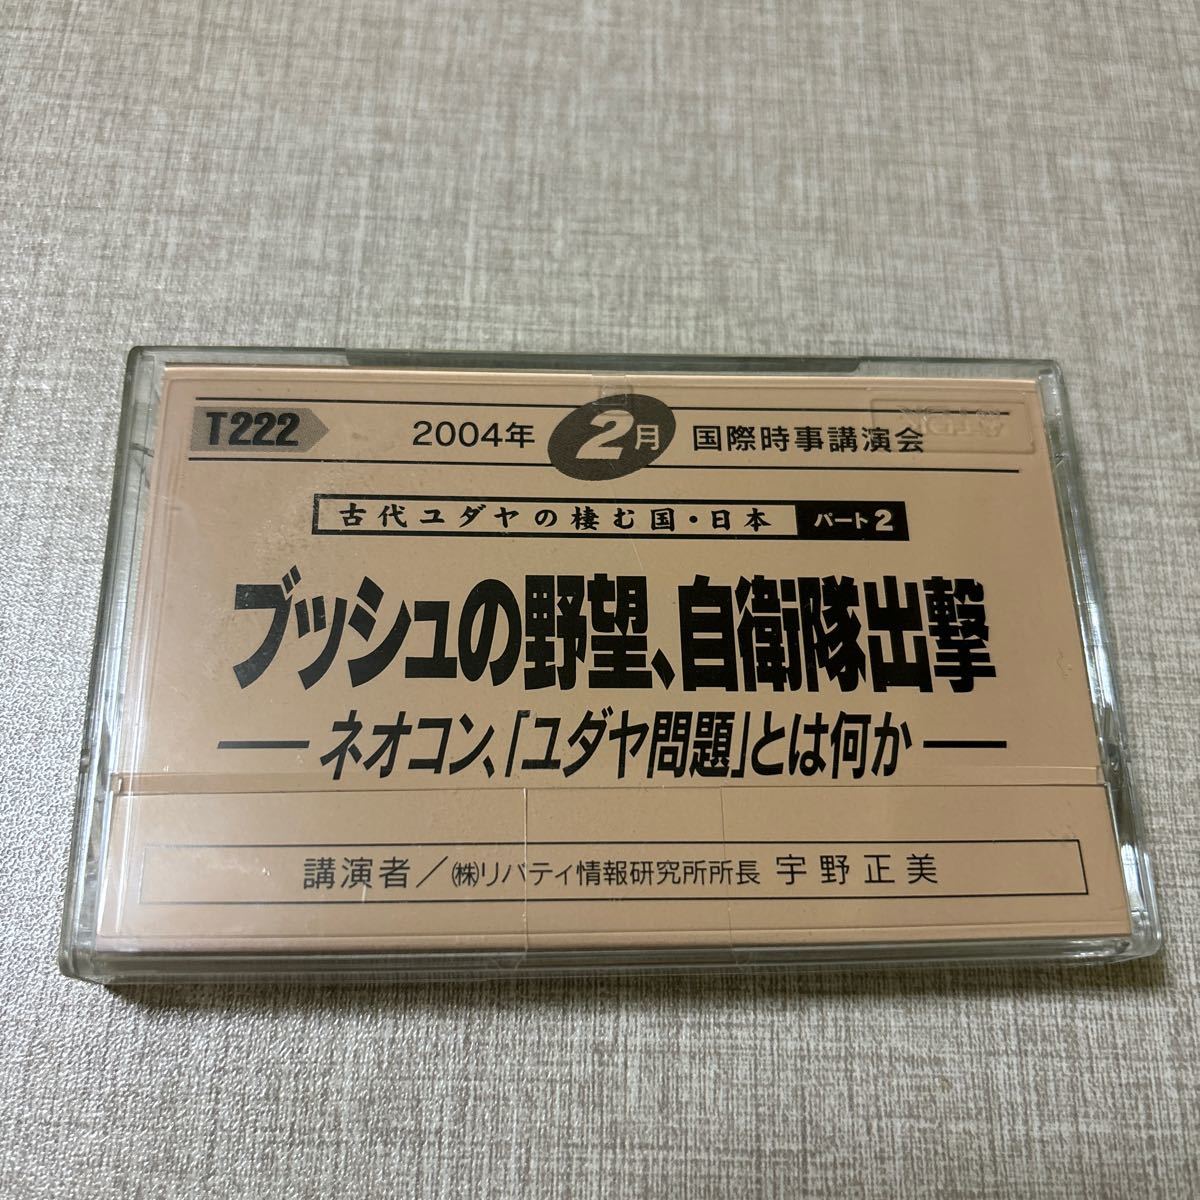 T222
2004年 2月 国際時事講演会
古代ユダヤの棲む国・日本 パート2
ブッシュの野望、自衛隊出撃
―ネオコン、「ユダヤ問題」とは何か―
講演者／㈱リバティ情報研究所所長 宇野正美